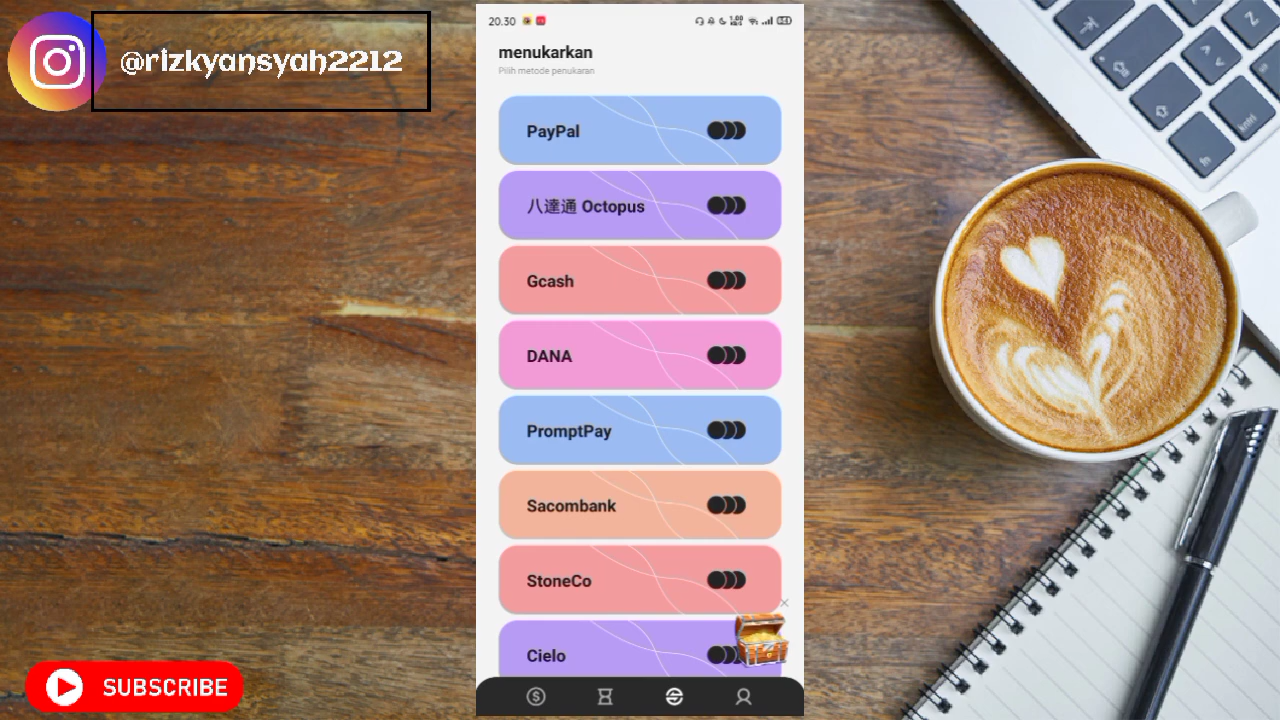 @rizkyansyah2212
20.30
menukarkan
Pilih metode penukaran
PayPal
八達通 Octopus
Gcash
DANA
PromptPay
Sacombank
StoneCo
Cielo
SUBSCRIBE
Z
fn